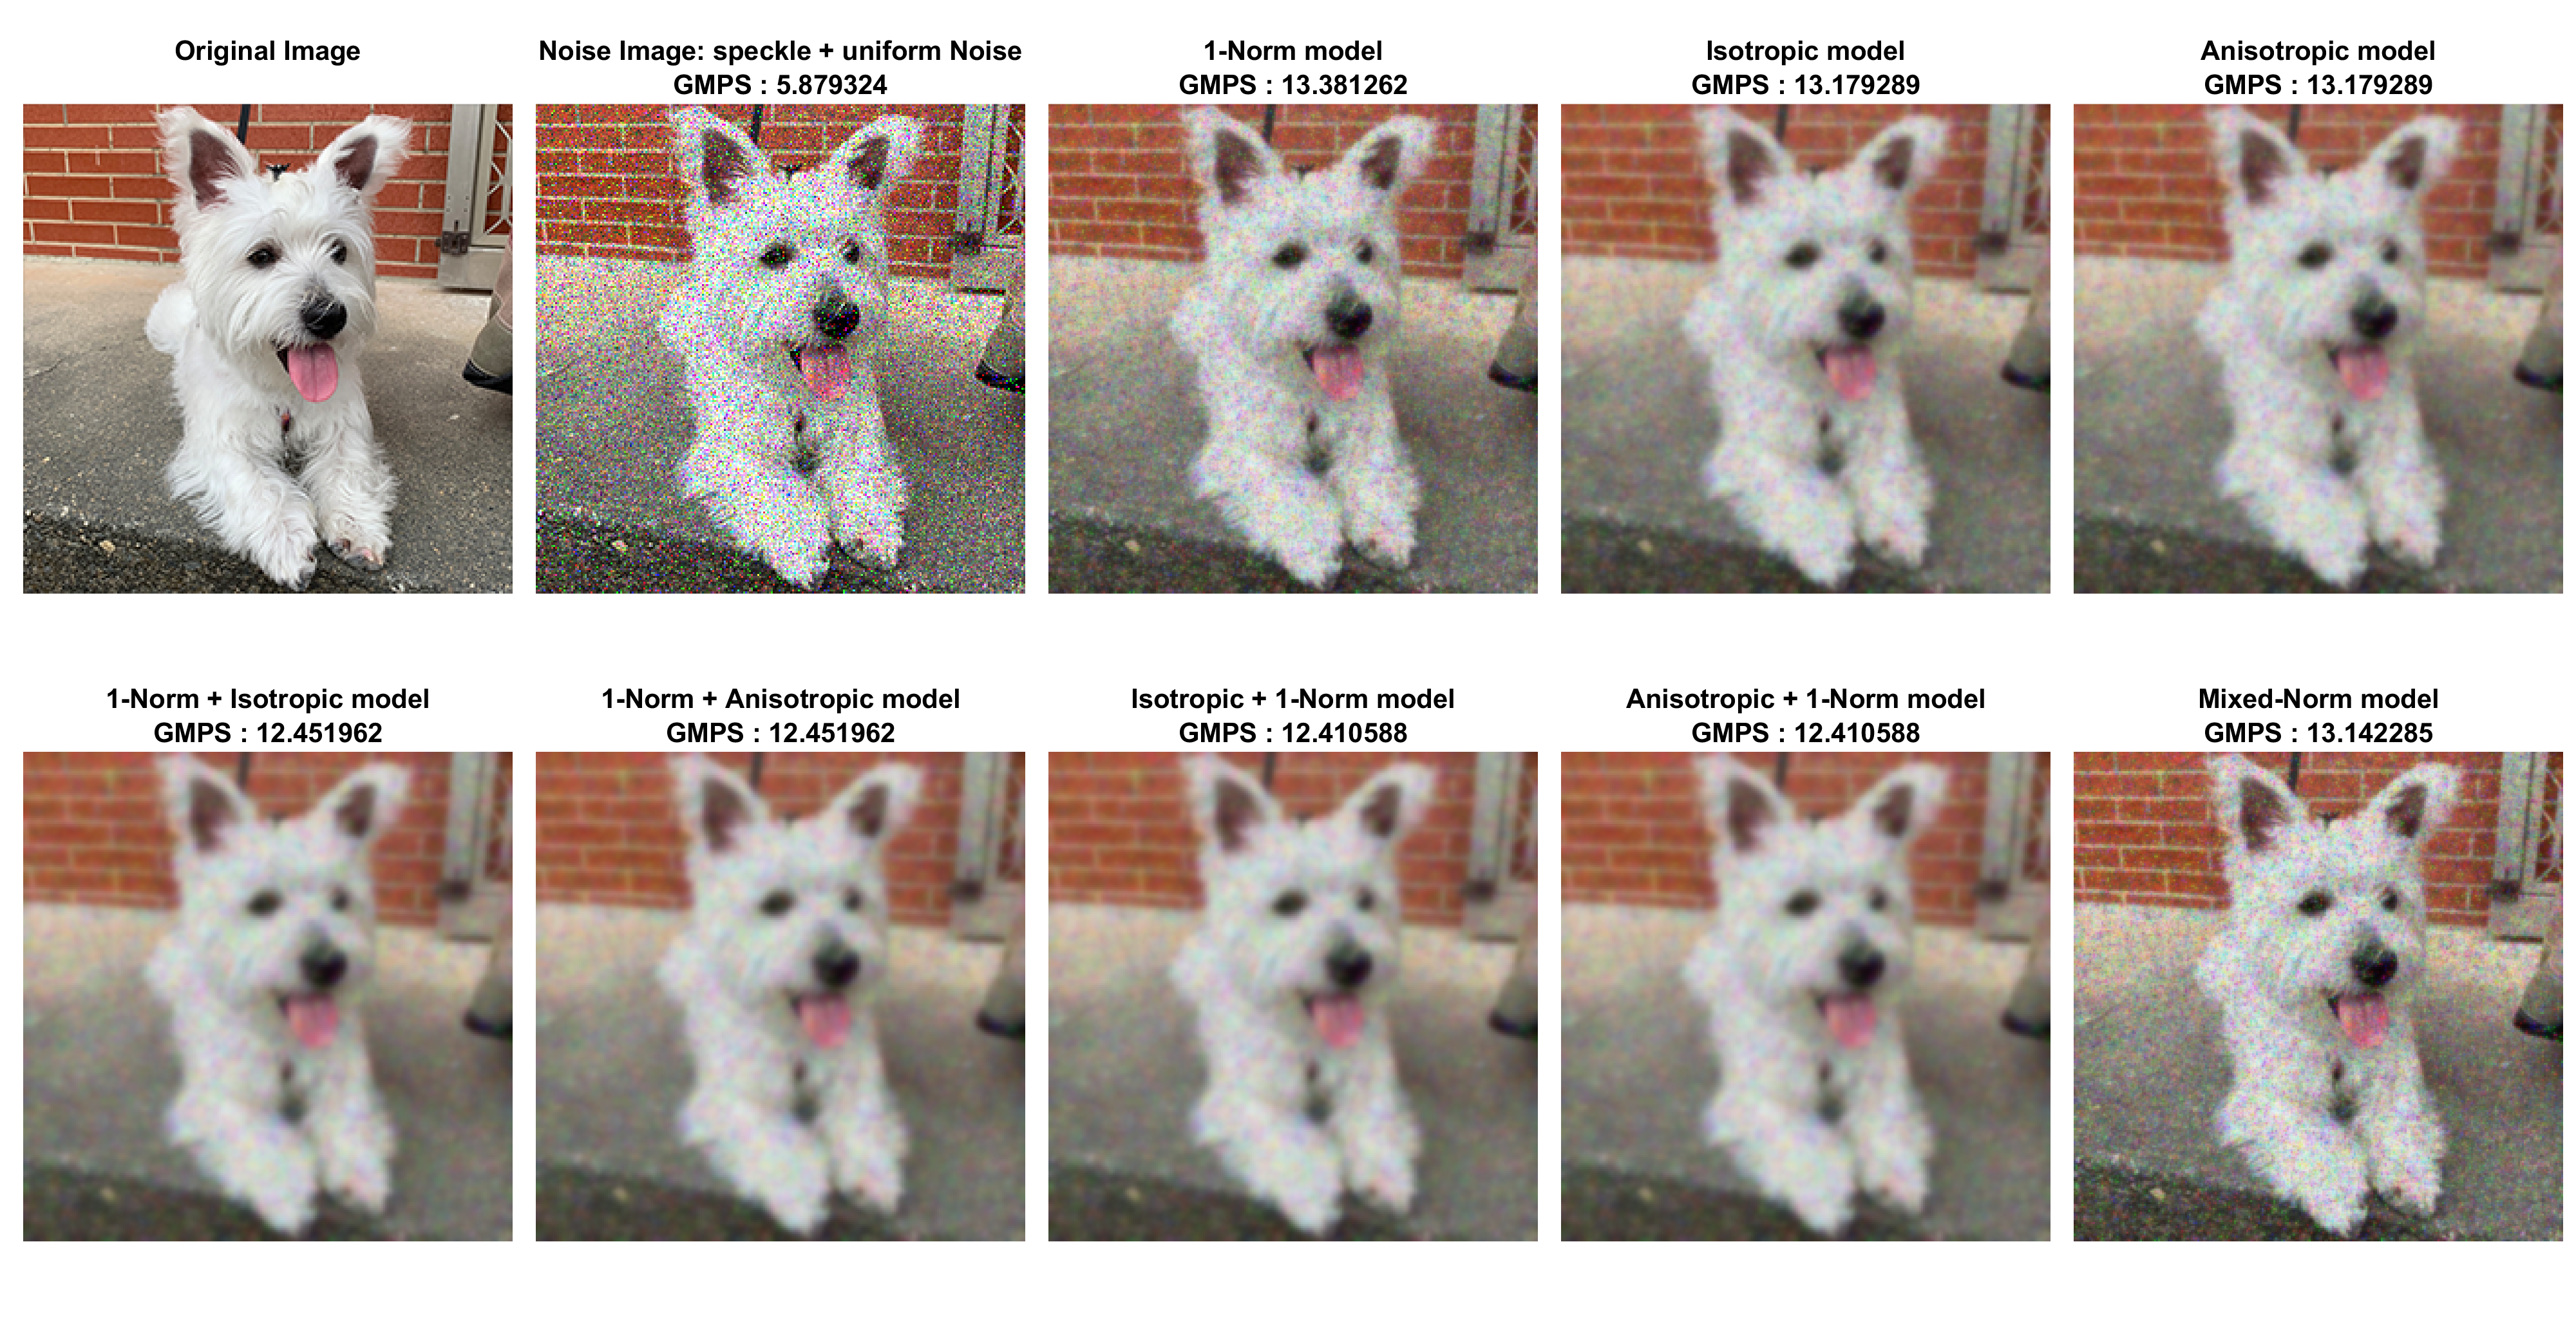 Original Image
Noise Image: speckle + uniform Noise
GMPS : 5.879324
1-Norm model
GMPS : 13.381262
Isotropic model
GMPS : 13.179289
Anisotropic model
GMPS : 13.179289
1-Norm + Isotropic model
GMPS : 12.451962
1-Norm + Anisotropic model
GMPS : 12.451962
Isotropic + 1-Norm model
GMPS : 12.410588
Anisotropic + 1-Norm model
GMPS : 12.410588
Mixed-Norm model
GMPS : 13.142285